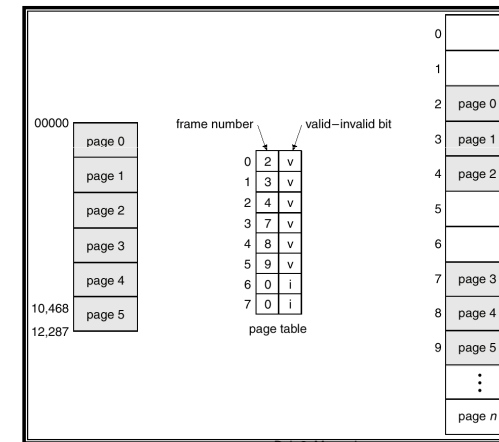 00000
page 0
page 1
page 2
page 3
page 4
page 5
10,468
12,287
frame number
valid–invalid bit
0 2 v
1 3 v
2 4 v
3 7 v
4 8 v
5 9 v
6 0 i
7 0 i
page table
0
1
2 page 0
3 page 1
4 page 2
5
6
7 page 3
8 page 4
9 page 5
page n